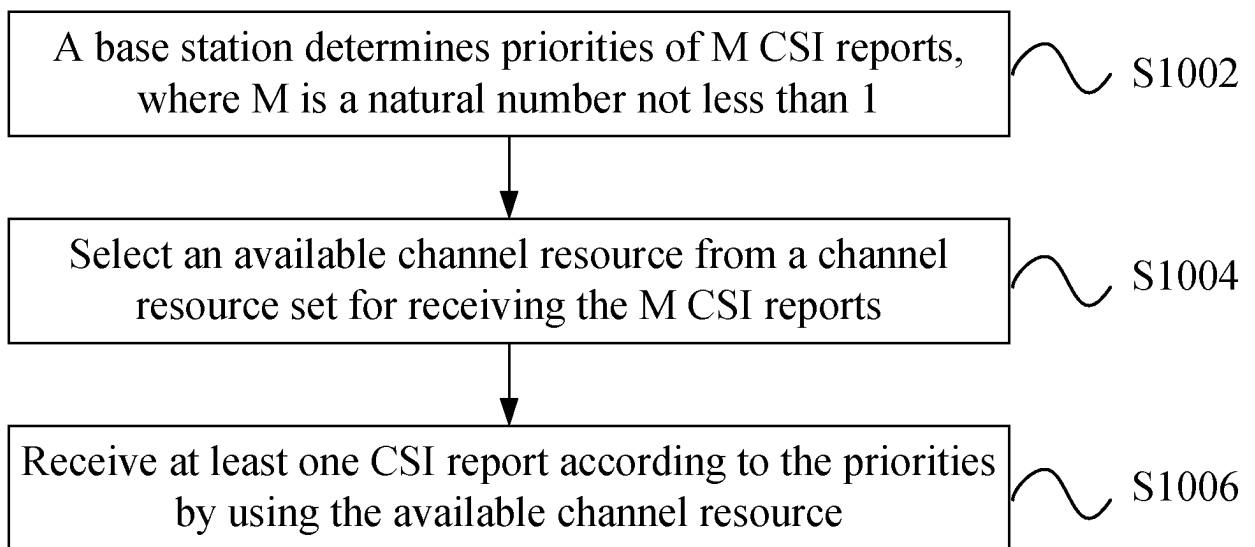 A base station determines priorities of M CSI reports,
where M is a natural number not less than 1
S1002
Select an available channel resource from a channel
resource set for receiving the M CSI reports
S1004
Receive at least one CSI report according to the priorities
by using the available channel resource
S1006